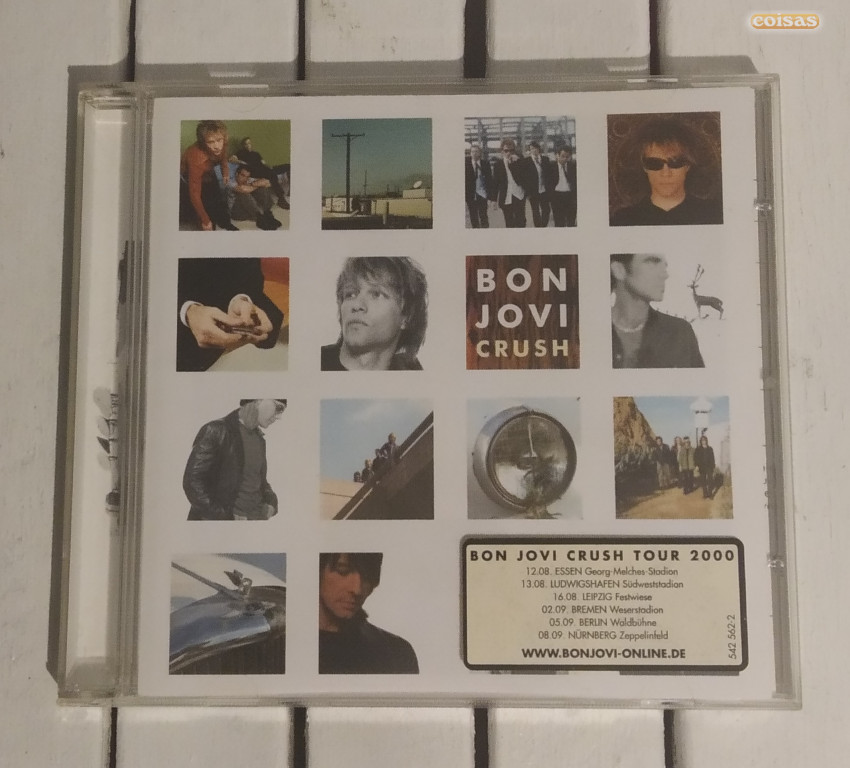 coisas
BON
JOVI
CRUSH
BON JOVI CRUSH TOUR 2000
12.08. ESSEN Georg-Melches-Stadion
13.08. LUDWIGSHAFEN Südweststadion
16.08. LEIPZIG Festwiese
02.09. BREMEN Weserstadion
05.09. BERLIN Waldbühne
08.09. NÜRNBERG Zeppelinfeld
WWW.BONJOVI-ONLINE.DE
542 562-2